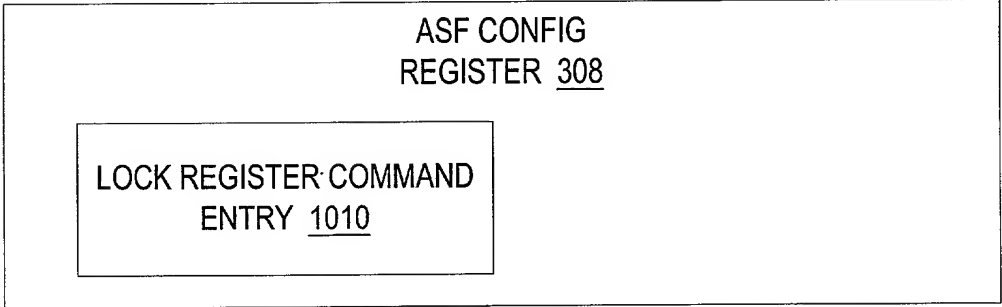 ASF CONFIG
REGISTER 308
LOCK REGISTER COMMAND
ENTRY 1010